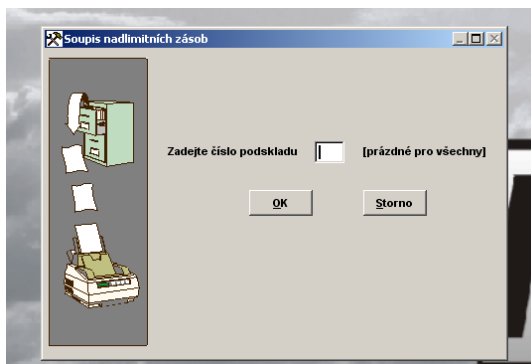 Soupis nadlimitních zásob
Zadejte číslo podskladu [prázdné pro všechny]
OK Storno